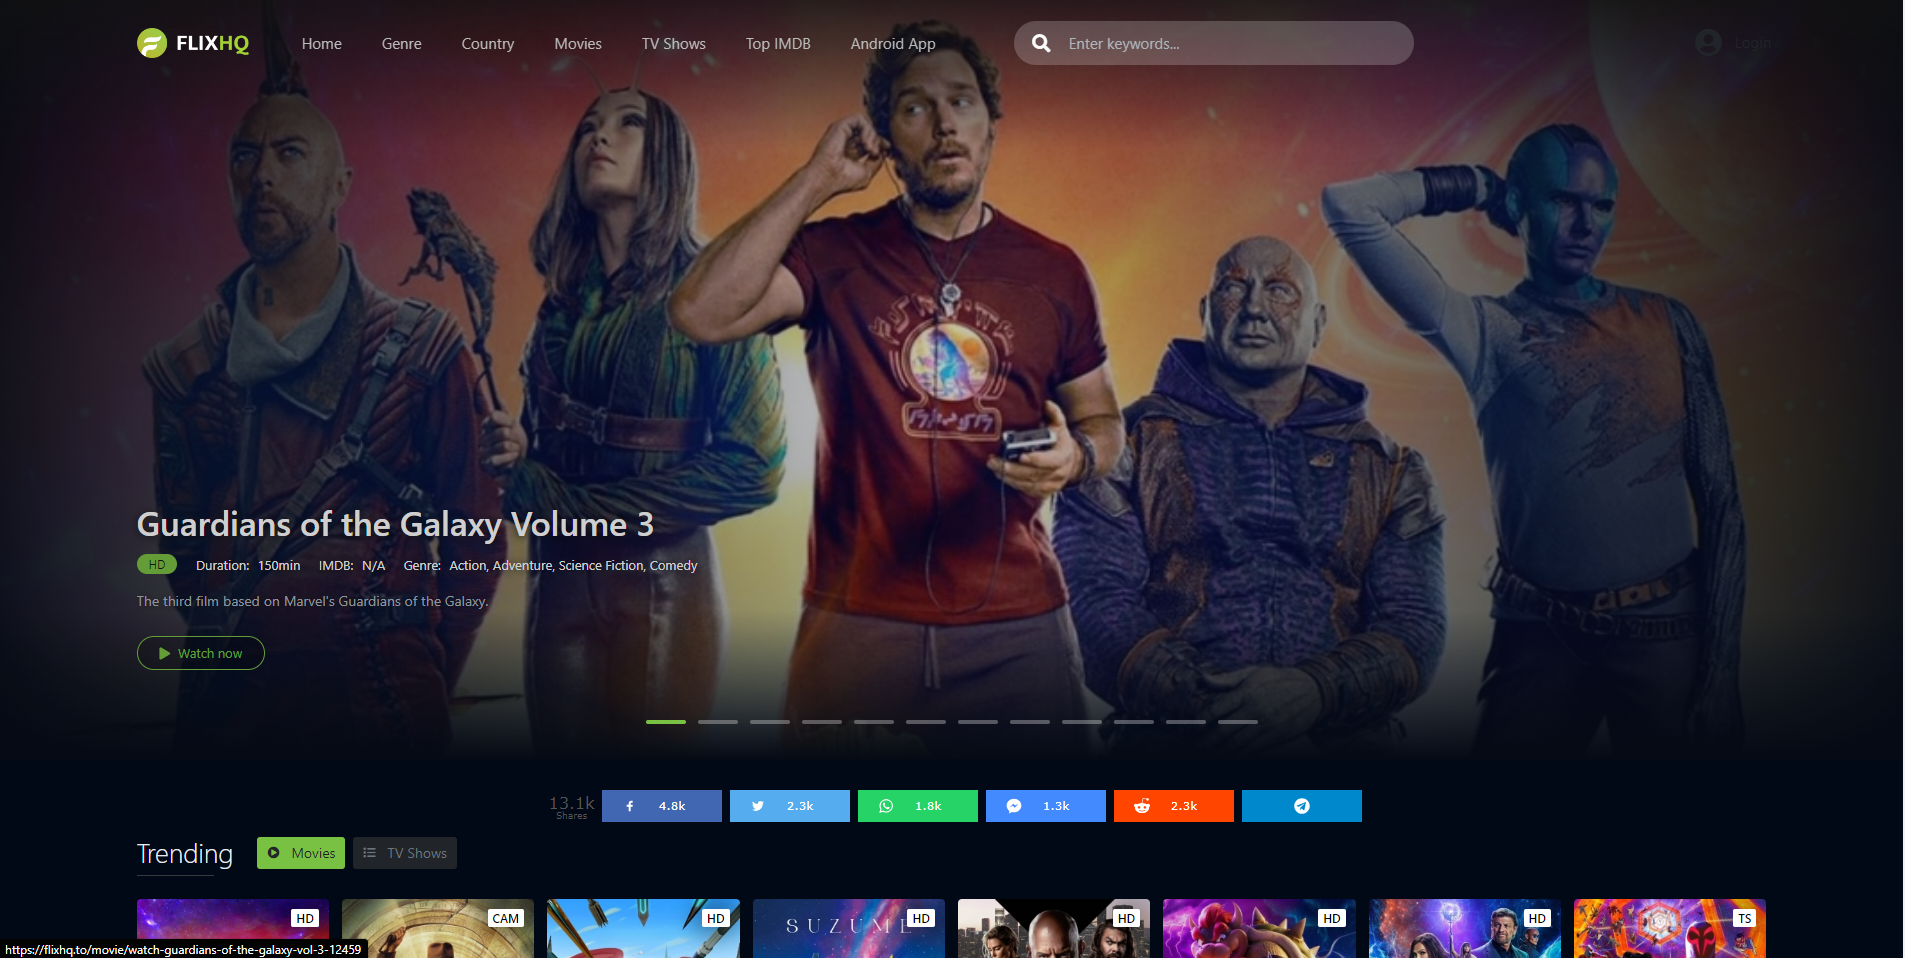 FLIXHQ Home Genre Country Movies TV Shows Top IMDB Android App Enter keywords... Login
Guardians of the Galaxy Volume 3
HD Duration: 150min IMDB: N/A Genre: Action, Adventure, Science Fiction, Comedy
The third film based on Marvel's Guardians of the Galaxy.
Watch now
13.1k
Shares
4.8k 2.3k 1.8k 1.3k 2.3k
Trending Movies TV Shows
HD CAM HD HD HD HD HD TS
SUZUME
https://flixhq.to/movie/watch-guardians-of-the-galaxy-vol-3-12459